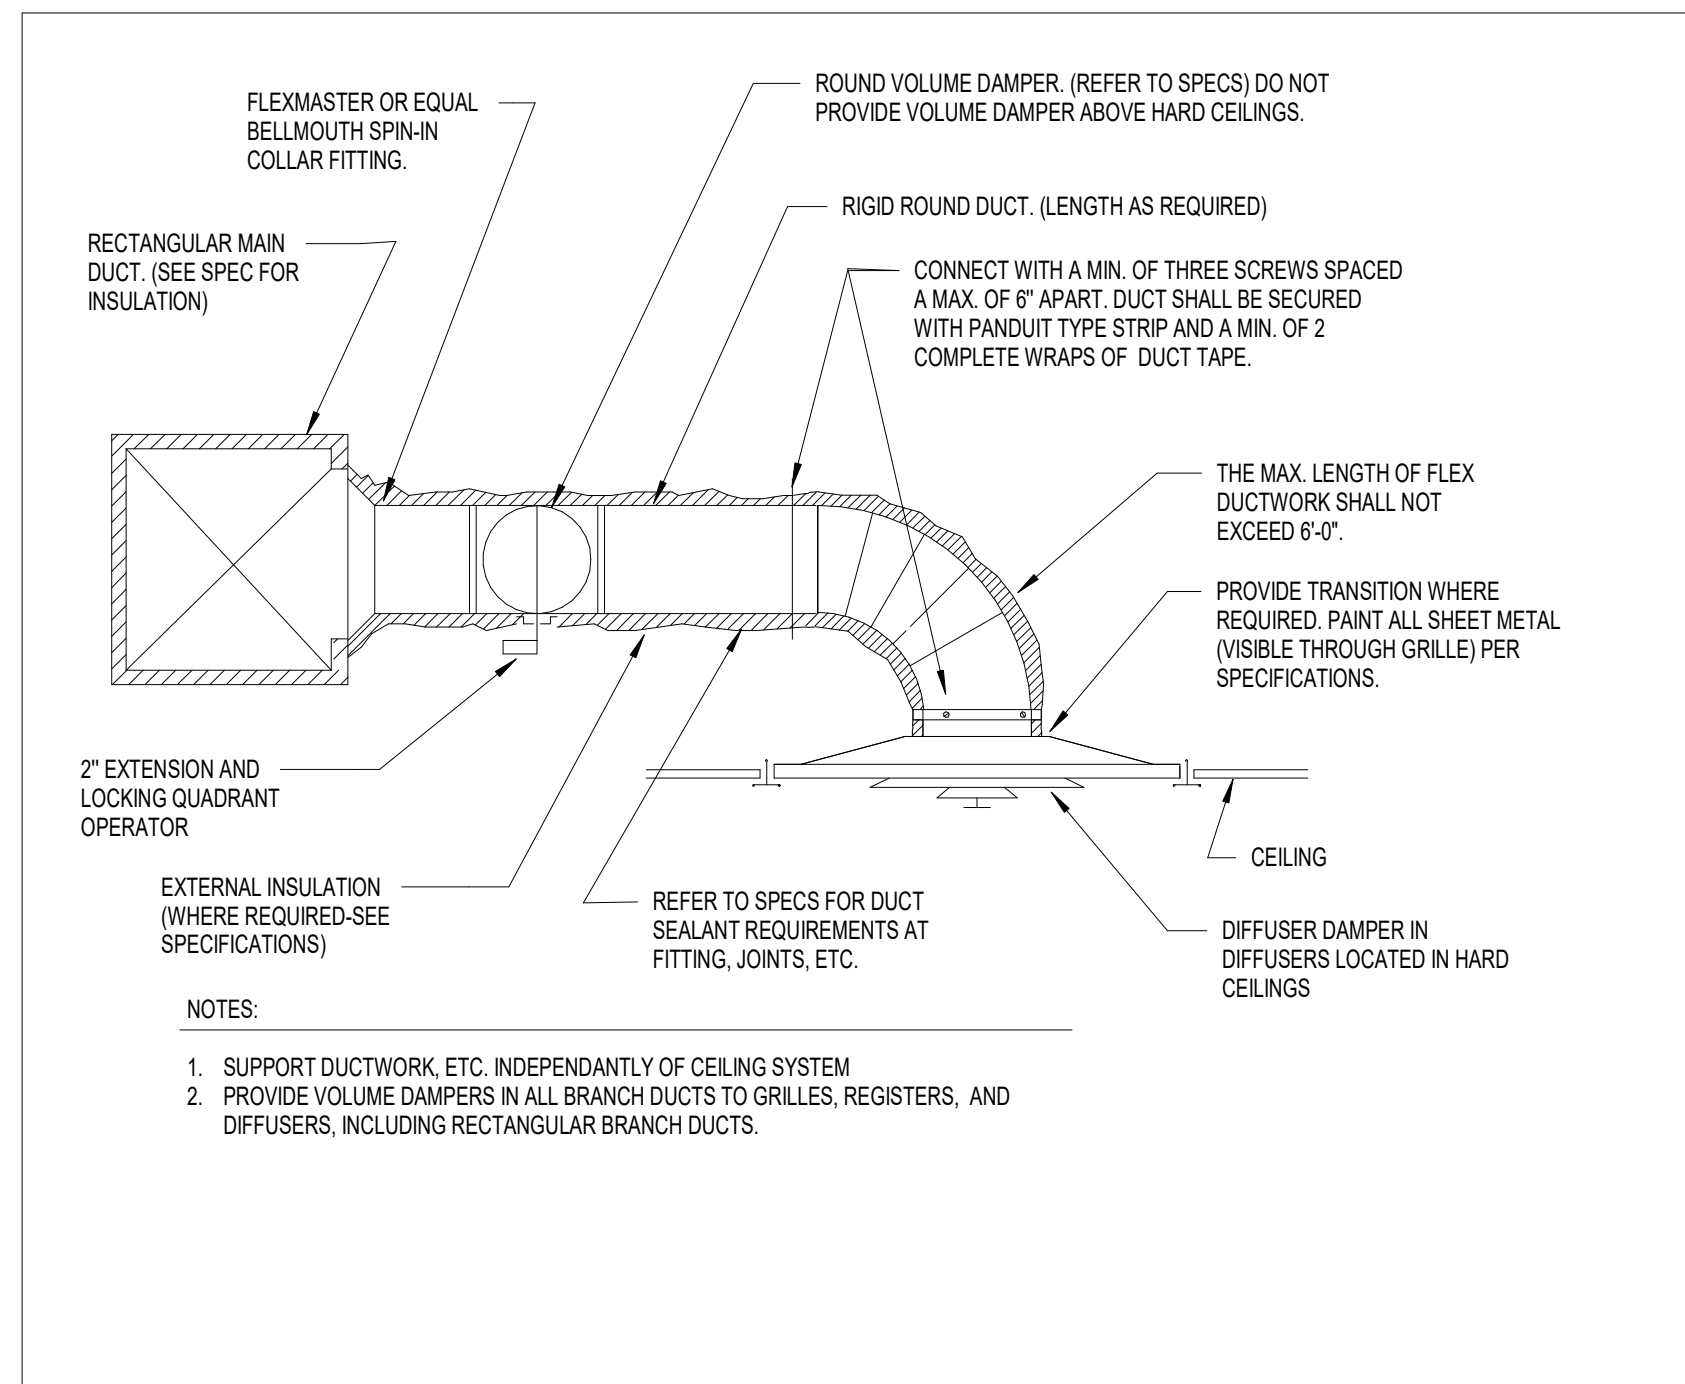 FLEXMASTER OR EQUAL
BELLMOUTH SPIN-IN
COLLAR FITTING.
ROUND VOLUME DAMPER. (REFER TO SPECS) DO NOT
PROVIDE VOLUME DAMPER ABOVE HARD CEILINGS.
RIGID ROUND DUCT. (LENGTH AS REQUIRED)
RECTANGULAR MAIN
DUCT. (SEE SPEC FOR
INSULATION)
CONNECT WITH A MIN. OF THREE SCREWS SPACED
A MAX. OF 6" APART. DUCT SHALL BE SECURED
WITH PANDUIT TYPE STRIP AND A MIN. OF 2
COMPLETE WRAPS OF DUCT TAPE.
THE MAX. LENGTH OF FLEX
DUCTWORK SHALL NOT
EXCEED 6'-0".
PROVIDE TRANSITION WHERE
REQUIRED. PAINT ALL SHEET METAL
(VISIBLE THROUGH GRILLE) PER
SPECIFICATIONS.
2" EXTENSION AND
LOCKING QUADRANT
OPERATOR
CEILING
EXTERNAL INSULATION
(WHERE REQUIRED-SEE
SPECIFICATIONS)
REFER TO SPECS FOR DUCT
SEALANT REQUIREMENTS AT
FITTING, JOINTS, ETC.
DIFFUSER DAMPER IN
DIFFUSERS LOCATED IN HARD
CEILINGS
NOTES:
1. SUPPORT DUCTWORK, ETC. INDEPENDANTLY OF CEILING SYSTEM
2. PROVIDE VOLUME DAMPERS IN ALL BRANCH DUCTS TO GRILLES, REGISTERS, AND
DIFFUSERS, INCLUDING RECTANGULAR BRANCH DUCTS.